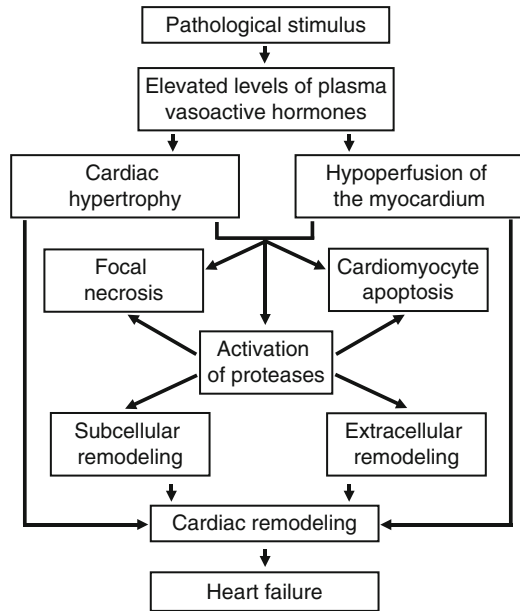 Pathological stimulus
Elevated levels of plasma
vasoactive hormones
Cardiac
hypertrophy
Hypoperfusion of
the myocardium
Focal
necrosis
Cardiomyocyte
apoptosis
Activation
of proteases
Subcellular
remodeling
Extracellular
remodeling
Cardiac remodeling
Heart failure